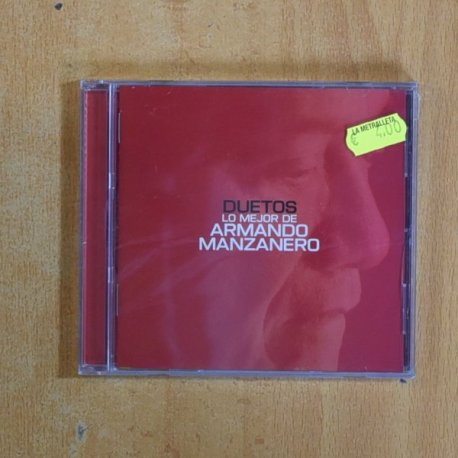 LA METRALLETA
€ 4,00
DUETOS
LO MEJOR DE
ARMANDO
MANZANERO